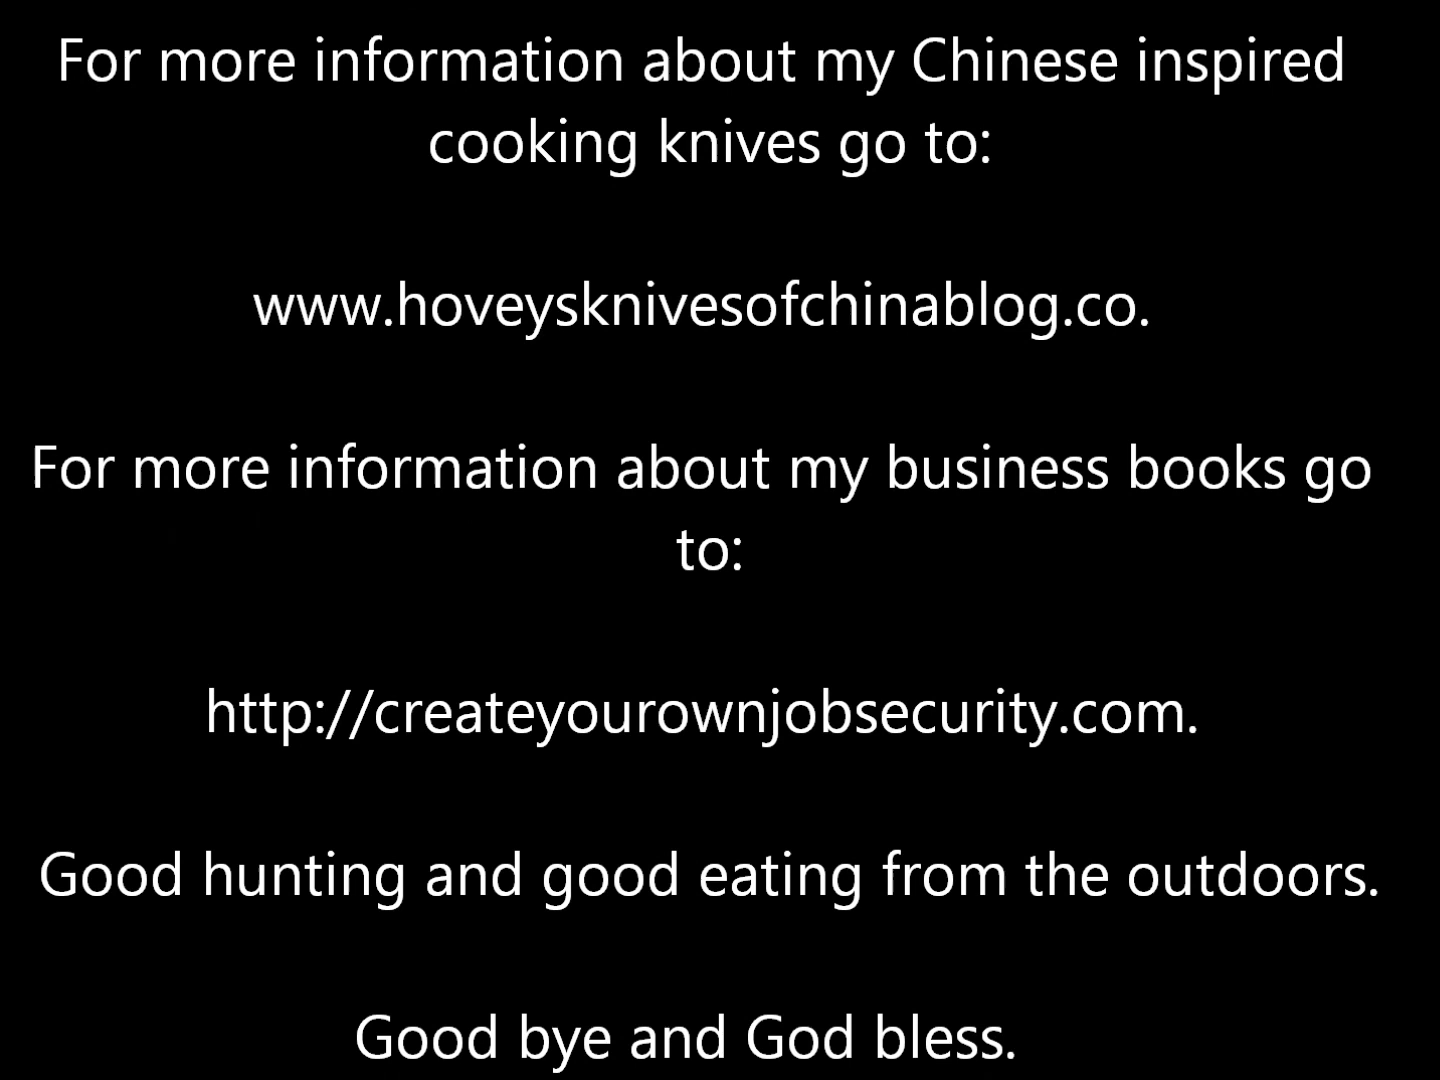 For more information about my Chinese inspired
cooking knives go to:
www.hoveysknivesofchinablog.co.
For more information about my business books go
to:
http://createyourownjobsecurity.com.
Good hunting and good eating from the outdoors.
Good bye and God bless.